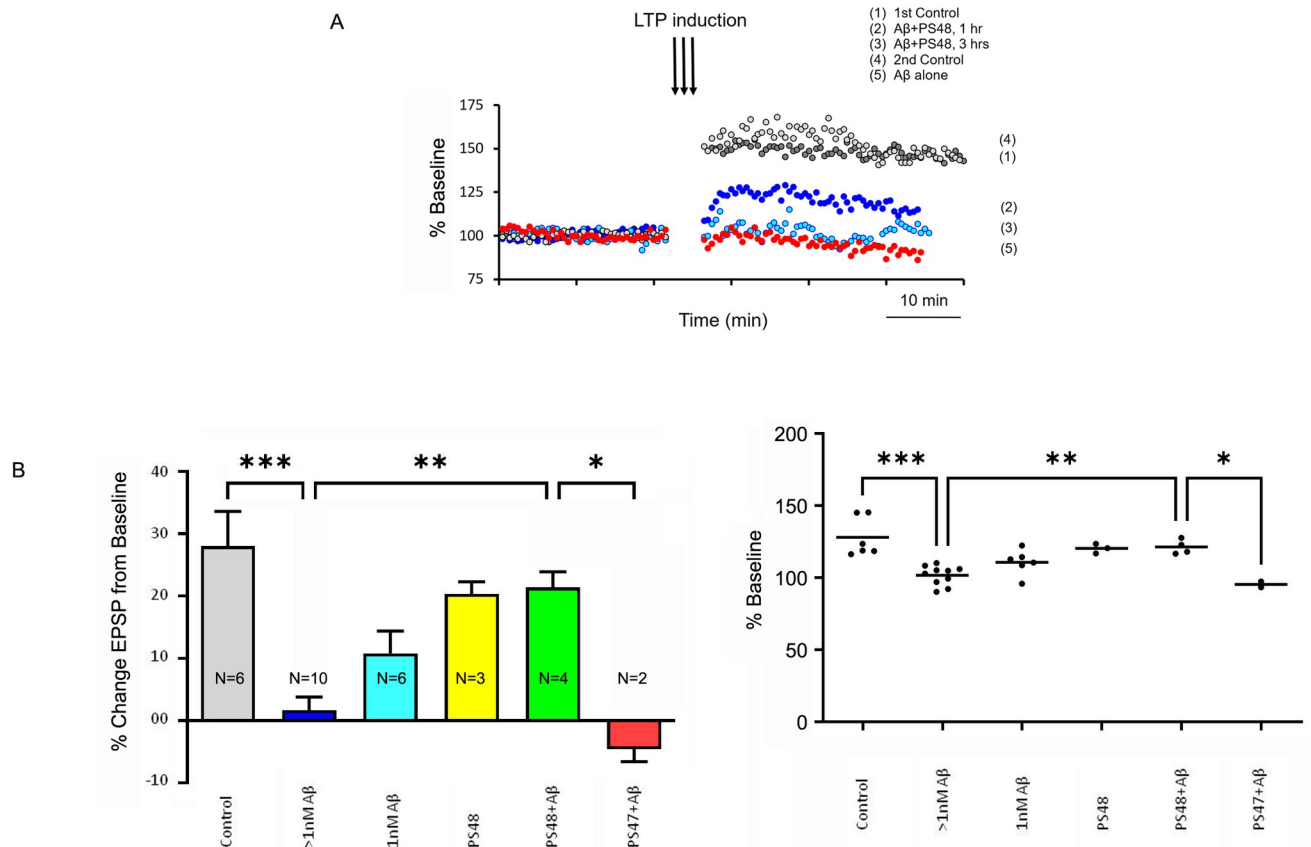 A
LTP induction
(1) 1st Control
(2) Aβ+PS48, 1 hr
(3) Aβ+PS48, 3 hrs
(4) 2nd Control
(5) Aβ alone
% Baseline
175
150
125
100
75
(4)
(1)
(2)
(3)
(5)
10 min
Time (min)
B
% Change EPSP from Baseline
40
30
20
10
00
-10
***
**
*
N=6
N=10
N=6
N=3
N=4
N=2
Control
>1nM Aβ
1nM Aβ
PS48
PS48+Aβ
PS47+Aβ
% Baseline
200
150
100
50
0
***
**
*
Control
>1nM Aβ
1nM Aβ
PS48
PS48+Aβ
PS47+Aβ